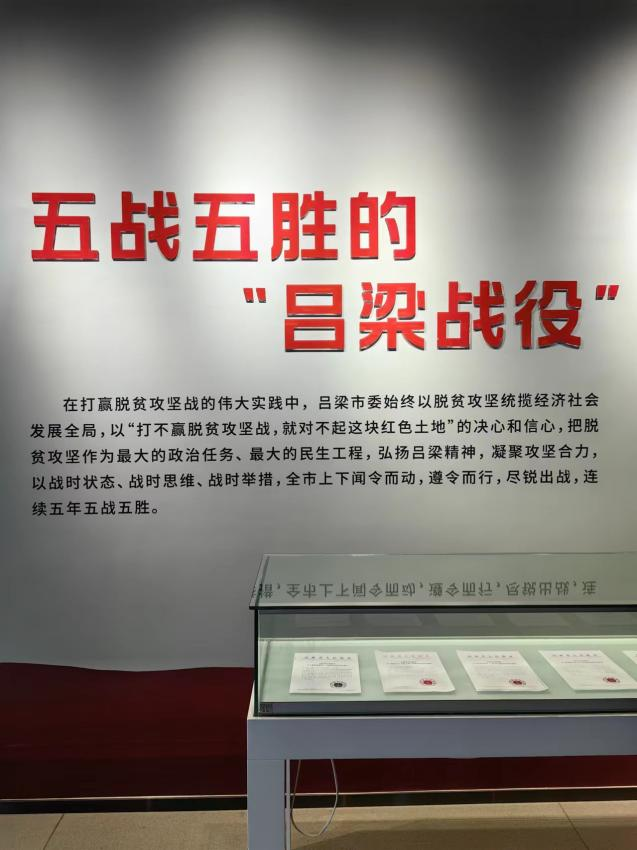 五战五胜的
"吕梁战役"
在打赢脱贫攻坚战的伟大实践中，吕梁市委始终以脱贫攻坚统揽经济社会
发展全局，以“打不赢脱贫攻坚战，就对不起这块红色土地”的决心和信心，把脱
贫攻坚作为最大的政治任务、最大的民生工程，弘扬吕梁精神，凝聚攻坚合力，
以战时状态、战时思维、战时举措，全市上下闻令而动，遵令而行，尽锐出战，连
续五年五战五胜。